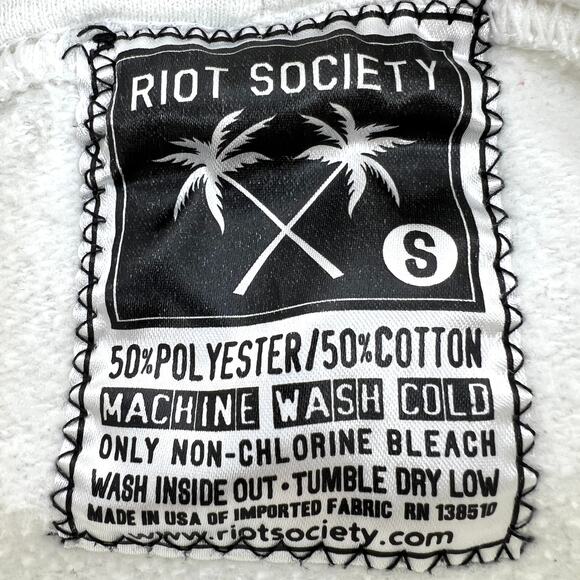 RIOT SOCIETY
S
50%POLYESTER/50%COTTON
MACHINE WASH COLD
ONLY NON-CHLORINE BLEACH
WASH INSIDE OUT • TUMBLE DRY LOW
MADE IN USA OF IMPORTED FABRIC RN 138510
www.riotsociety.com